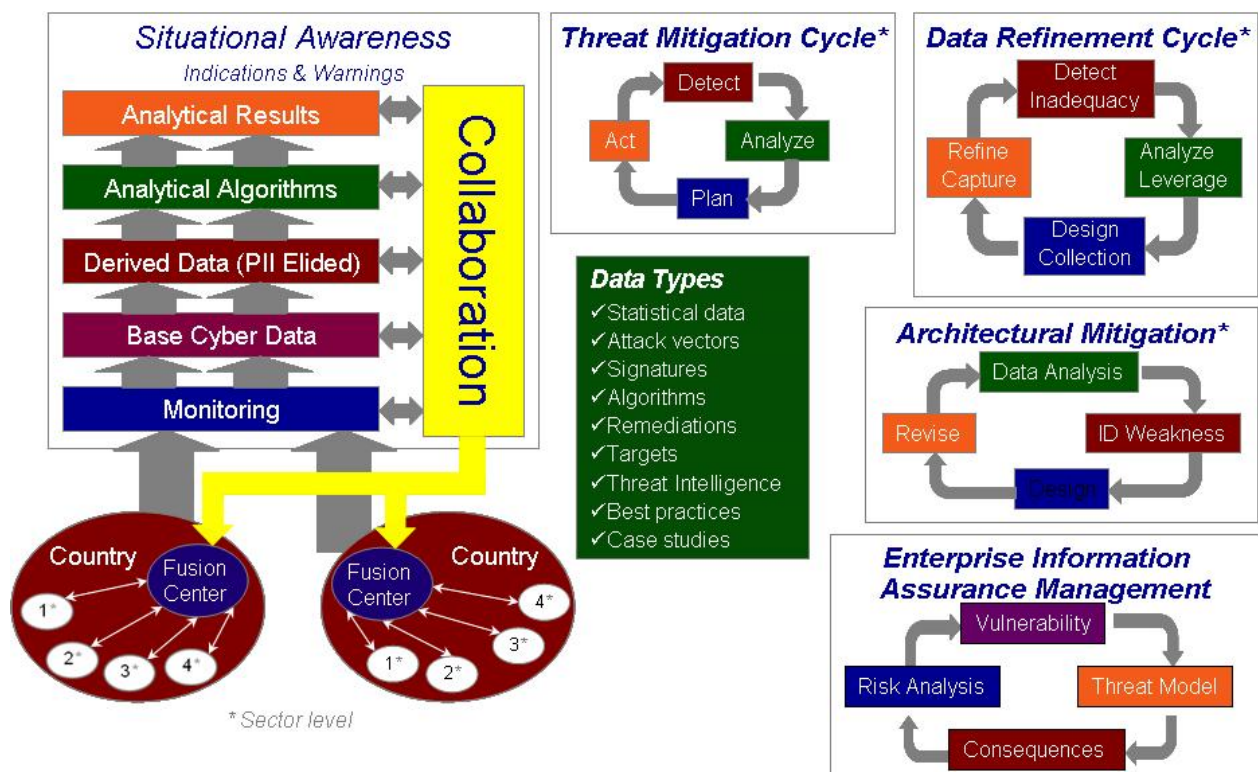 Situational Awareness
Indications & Warnings
Analytical Results
Analytical Algorithms
Derived Data (PII Elided)
Base Cyber Data
Monitoring
Collaboration
Country
Fusion
Center
1*
2*
3*
4*
Country
Fusion
Center
4*
3*
2*
1*
* Sector level
Threat Mitigation Cycle*
Detect
Analyze
Plan
Act
Data Types
✓Statistical data
✓Attack vectors
✓Signatures
✓Algorithms
✓Remediations
✓Targets
✓Threat Intelligence
✓Best practices
✓Case studies
Data Refinement Cycle*
Detect
Inadequacy
Analyze
Leverage
Design
Collection
Refine
Capture
Architectural Mitigation*
Data Analysis
ID Weakness
Design
Revise
Enterprise Information
Assurance Management
Vulnerability
Threat Model
Consequences
Risk Analysis